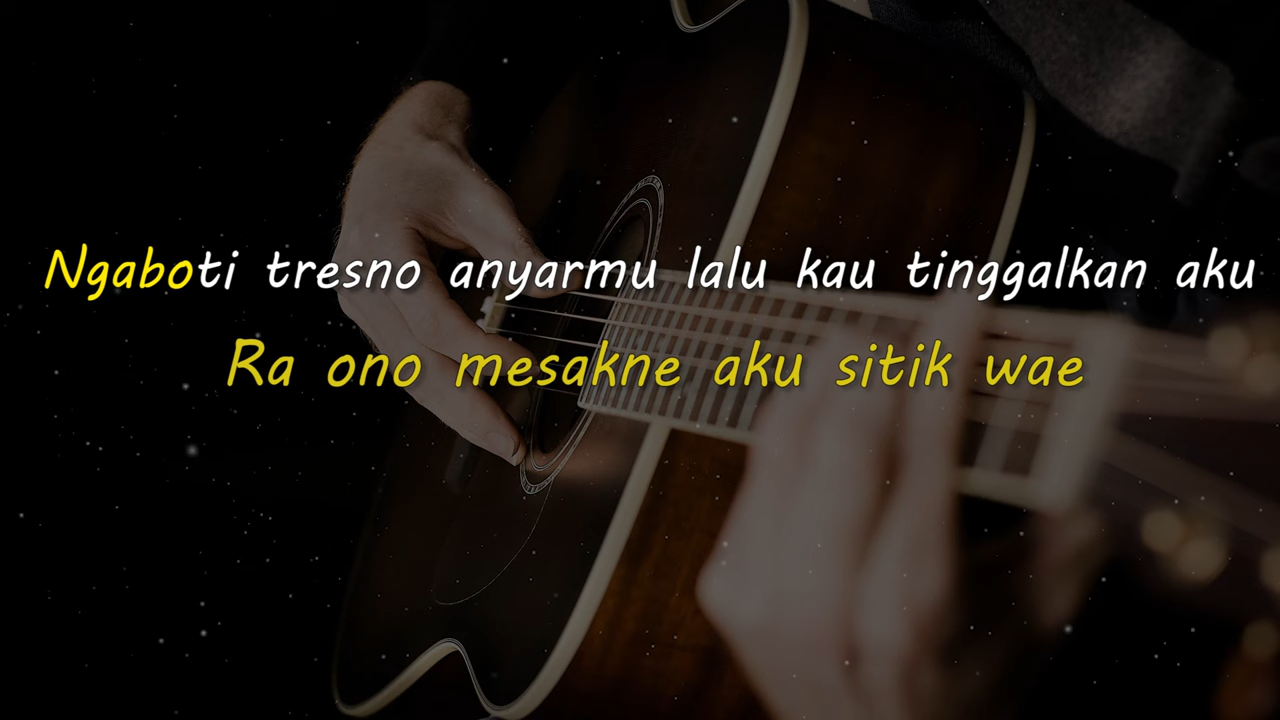 Ngaboti tresno anyarmu lalu kau tinggalkan aku
Ra ono mesakne aku sitik wae